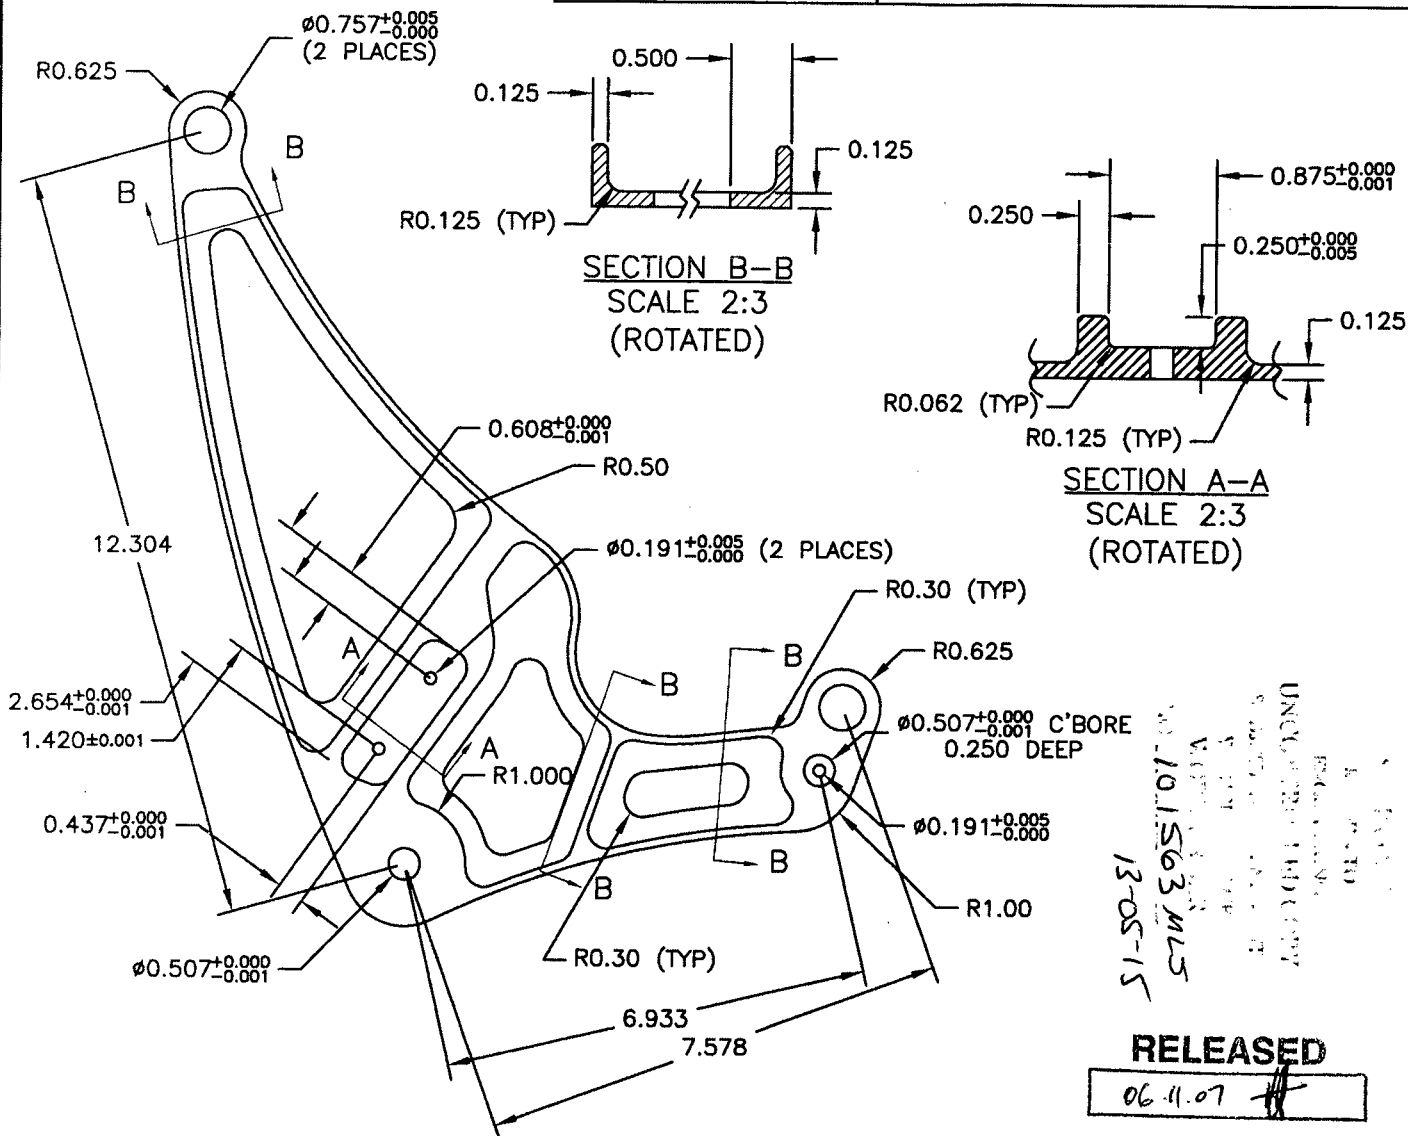 ø0.757+0.005
-0.000
(2 PLACES)
R0.625
B
B
0.125
0.500
0.125
R0.125 (TYP)
SECTION B–B
SCALE 2:3
(ROTATED)
0.875+0.000
-0.001
0.250
0.250+0.000
-0.005
0.125
R0.062 (TYP)
R0.125 (TYP)
SECTION A–A
SCALE 2:3
(ROTATED)
0.608+0.000
-0.001
R0.50
12.304
ø0.191+0.005
-0.000 (2 PLACES)
R0.30 (TYP)
A
B
B
R0.625
2.654+0.000
-0.001
1.420±0.001
ø0.507+0.000
-0.001 C'BORE
0.250 DEEP
A
R1.000
0.437+0.000
-0.001
ø0.191+0.005
-0.000
B
B
R1.00
ø0.507+0.000
-0.001
R0.30 (TYP)
6.933
7.578
13-05-15
RELEASED
06.11.07